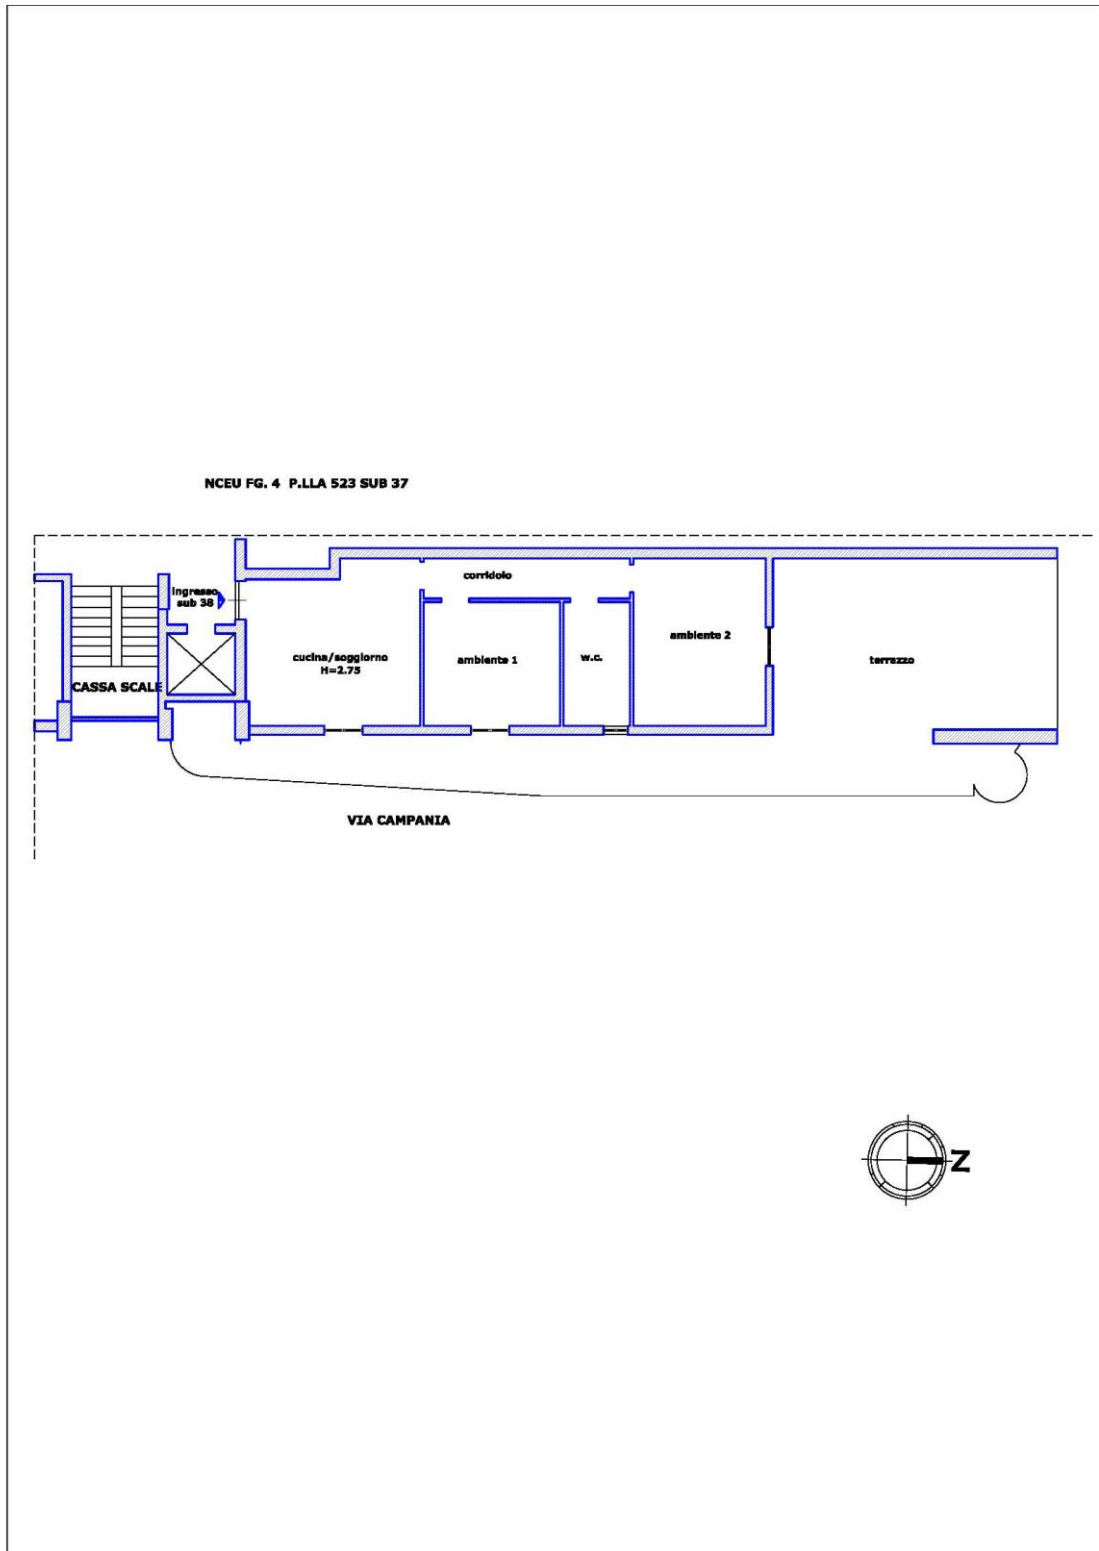 NCEU FG. 4 P.LLA 523 SUB 37
corridoio
ingresso
sub 38
ambiente 2
cucina/soggiorno
H=2.75
ambiente 1
w.c.
terrazzo
CASSA SCALE
VIA CAMPANIA
N